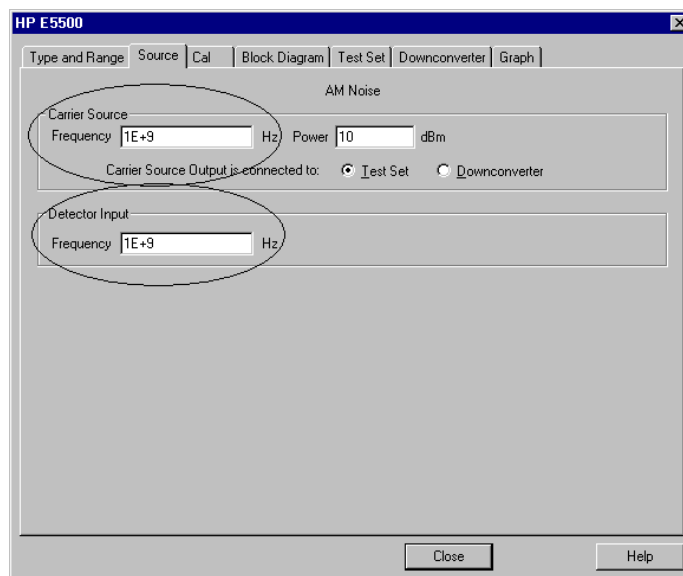 HP E5500
Type and Range Source Cal Block Diagram Test Set Downconverter Graph
AM Noise
Carrier Source
Frequency 1E+9 Hz Power 10 dBm
Carrier Source Output is connected to: Test Set Downconverter
Detector Input
Frequency 1E+9 Hz
Close Help